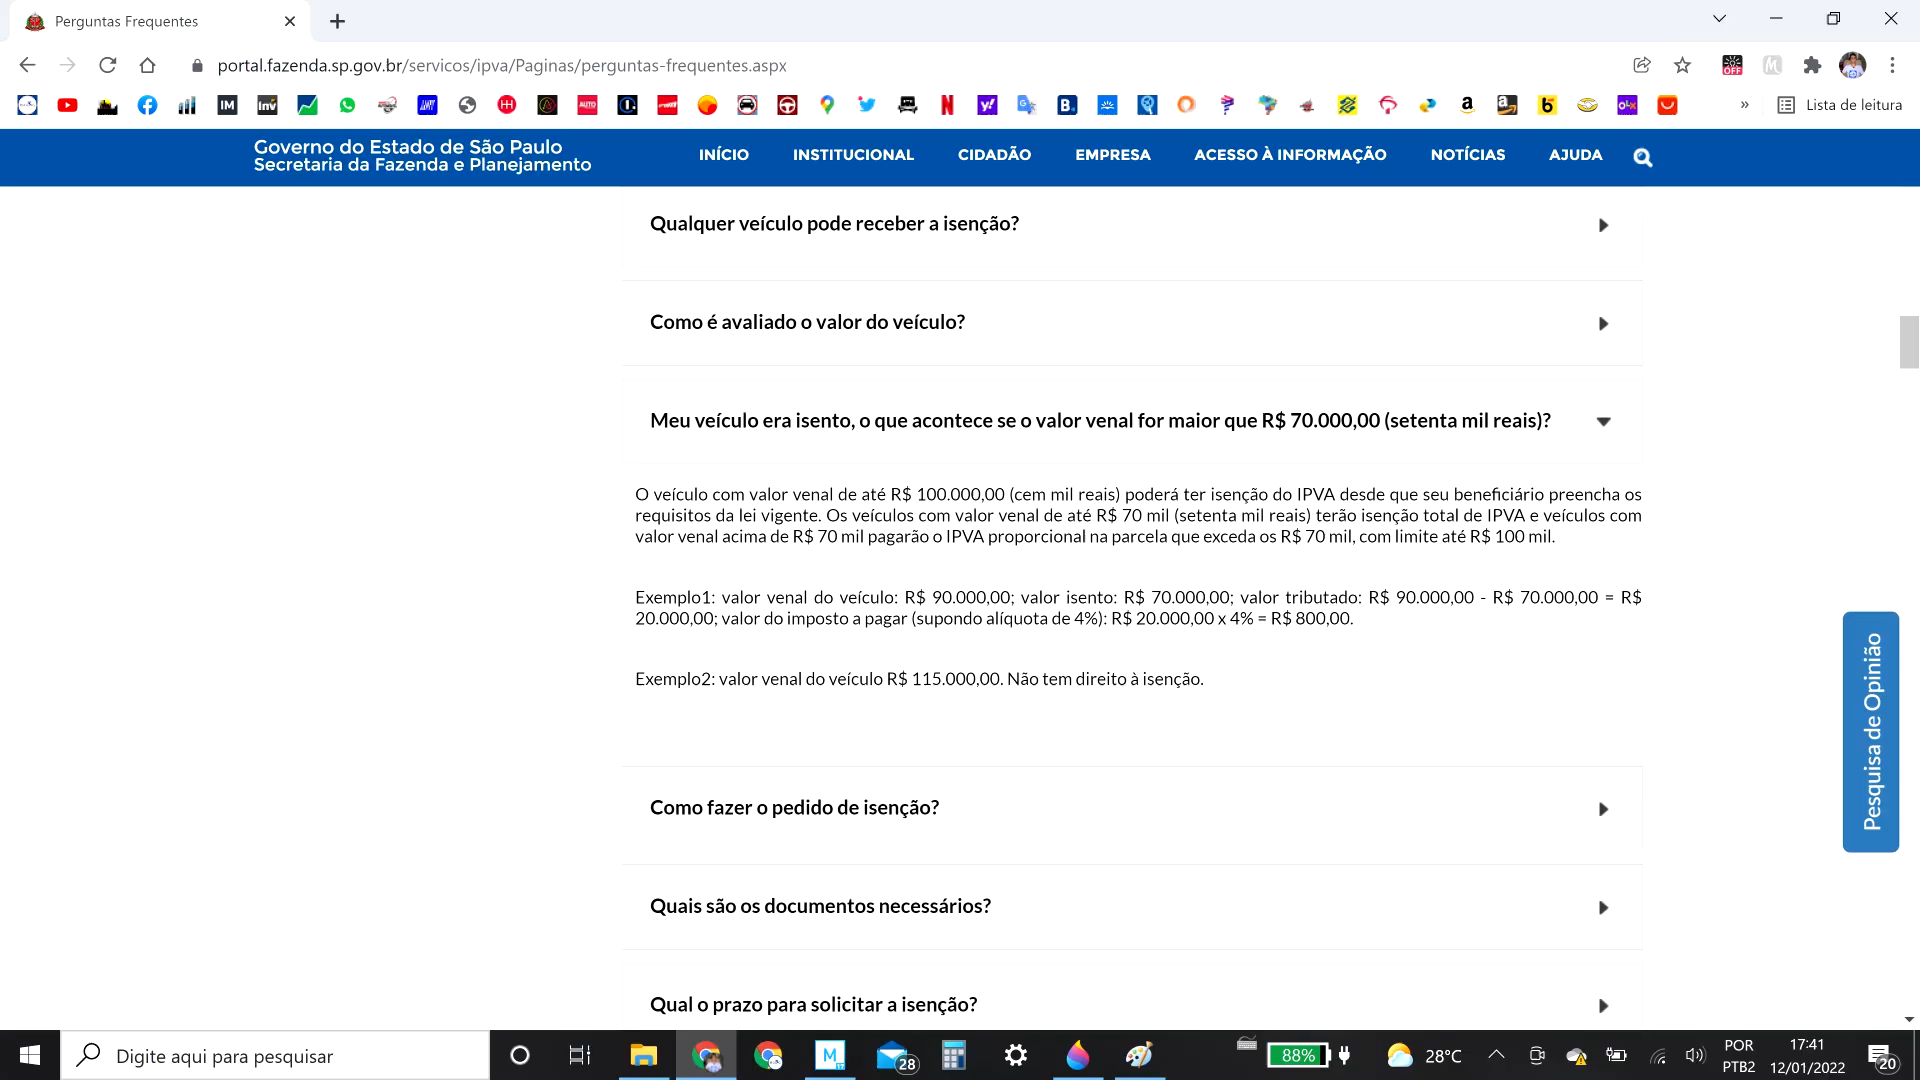 Perguntas Frequentes
portal.fazenda.sp.gov.br/servicos/ipva/Paginas/perguntas-frequentes.aspx
OFF
IM
Inv
AUTO
B.
a
a
b
olx
»
Lista de leitura
Governo do Estado de São Paulo
Secretaria da Fazenda e Planejamento
INÍCIO
INSTITUCIONAL
CIDADÃO
EMPRESA
ACESSO À INFORMAÇÃO
NOTÍCIAS
AJUDA
Qualquer veículo pode receber a isenção?
Como é avaliado o valor do veículo?
Meu veículo era isento, o que acontece se o valor venal for maior que R$ 70.000,00 (setenta mil reais)?
O veículo com valor venal de até R$ 100.000,00 (cem mil reais) poderá ter isenção do IPVA desde que seu beneficiário preencha os
requisitos da lei vigente. Os veículos com valor venal de até R$ 70 mil (setenta mil reais) terão isenção total de IPVA e veículos com
valor venal acima de R$ 70 mil pagarão o IPVA proporcional na parcela que exceda os R$ 70 mil, com limite até R$ 100 mil.
Exemplo1: valor venal do veículo: R$ 90.000,00; valor isento: R$ 70.000,00; valor tributado: R$ 90.000,00 - R$ 70.000,00 = R$
20.000,00; valor do imposto a pagar (supondo alíquota de 4%): R$ 20.000,00 x 4% = R$ 800,00.
Exemplo2: valor venal do veículo R$ 115.000,00. Não tem direito à isenção.
Pesquisa de Opinião
Como fazer o pedido de isenção?
Quais são os documentos necessários?
Qual o prazo para solicitar a isenção?
Digite aqui para pesquisar
M
28
88%
28°C
POR
PTB2
17:41
12/01/2022
20